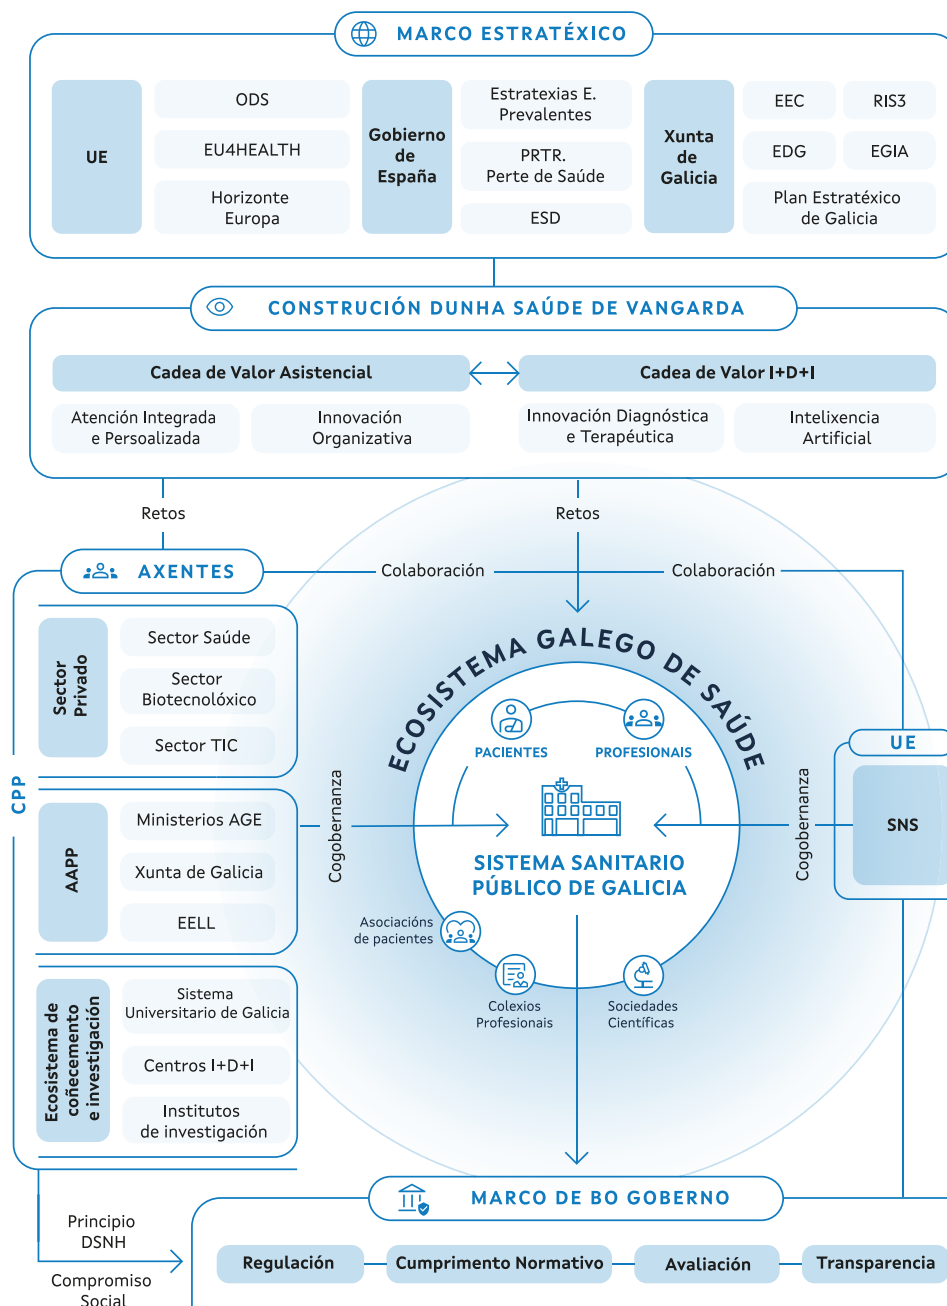 MARCO ESTRATÉXICO
UE
ODS
EU4HEALTH
Horizonte
Europa
Gobierno
de
España
Estratexias E.
Prevalentes
PRTR.
Perte de Saúde
ESD
Xunta
de
Galicia
EEC
RIS3
EDG
EGIA
Plan Estratéxico
de Galicia
CONSTRUCIÓN DUNHA SAÚDE DE VANGARDA
Cadea de Valor Asistencial
Cadea de Valor I+D+I
Atención Integrada
e Persoalizada
Innovación
Organizativa
Innovación Diagnóstica
e Terapéutica
Intelixencia
Artificial
Retos
Retos
AXENTES
Colaboración
Colaboración
CPP
Sector
Privado
Sector Saúde
Sector
Biotecnolóxico
Sector TIC
AAPP
Ministerios AGE
Xunta de Galicia
EELL
Ecosistema de
coñecemento
e investigación
Sistema
Universitario de Galicia
Centros I+D+I
Institutos
de investigación
Cogobernanza
ECOSISTEMA GALEGO DE SAÚDE
PACIENTES
PROFESIONAIS
SISTEMA SANITARIO
PÚBLICO DE GALICIA
Asociacións
de pacientes
Colexios
Profesionais
Sociedades
Científicas
Cogobernanza
UE
SNS
Principio
DSNH
Compromiso
Social
MARCO DE BO GOBERNO
Regulación
Cumprimento Normativo
Avaliación
Transparencia